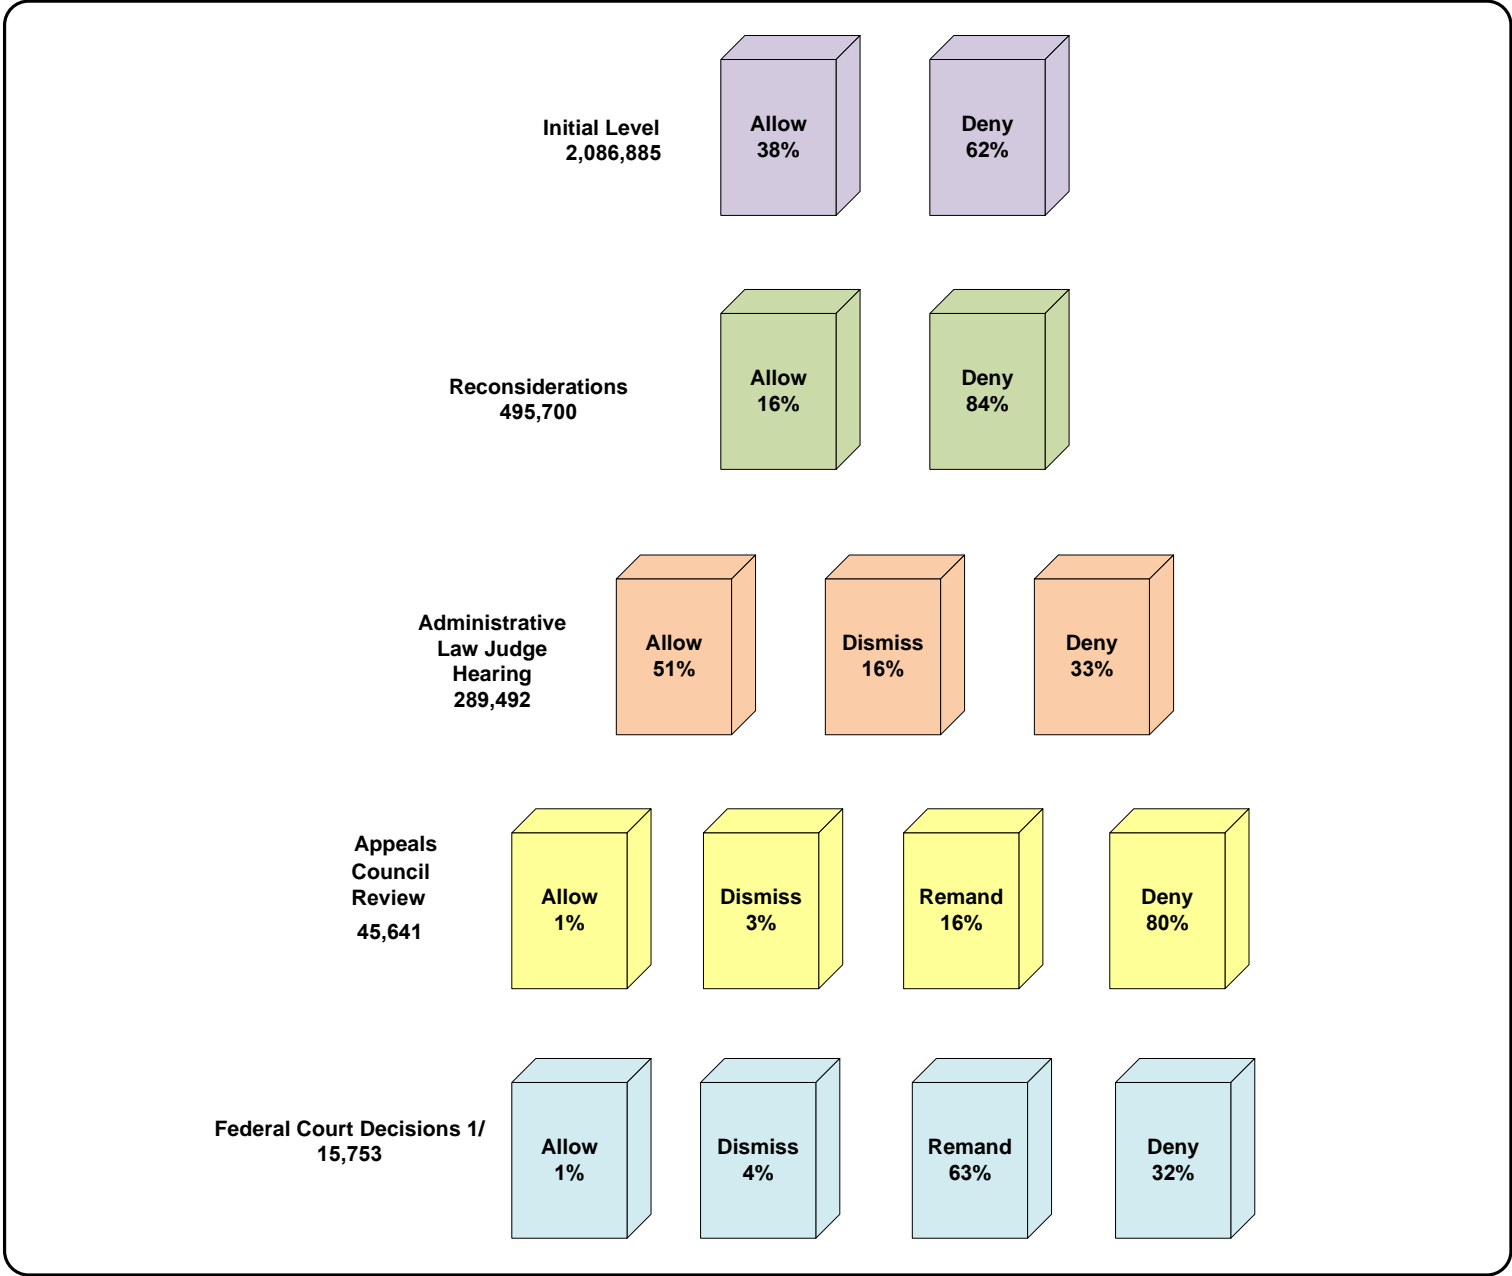 Initial Level
2,086,885
Allow
38%
Deny
62%
Reconsiderations
495,700
Allow
16%
Deny
84%
Administrative
Law Judge
Hearing
289,492
Allow
51%
Dismiss
16%
Deny
33%
Appeals
Council
Review
45,641
Allow
1%
Dismiss
3%
Remand
16%
Deny
80%
Federal Court Decisions 1/
15,753
Allow
1%
Dismiss
4%
Remand
63%
Deny
32%